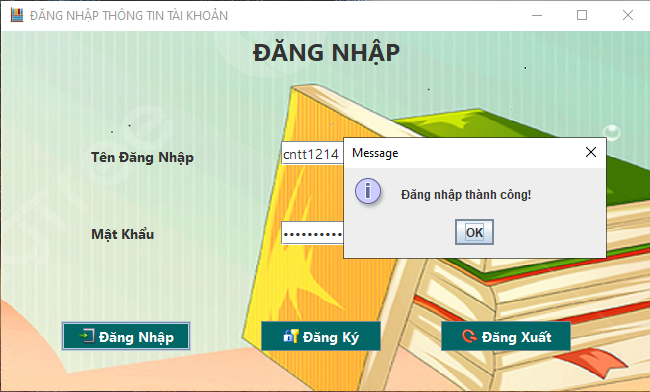 ĐĂNG NHẬP THÔNG TIN TÀI KHOẢN
ĐĂNG NHẬP
Message
Tên Đăng Nhập
cntt1214
Đăng nhập thành công!
OK
Mật Khẩu
Đăng Nhập
Đăng Ký
Đăng Xuất